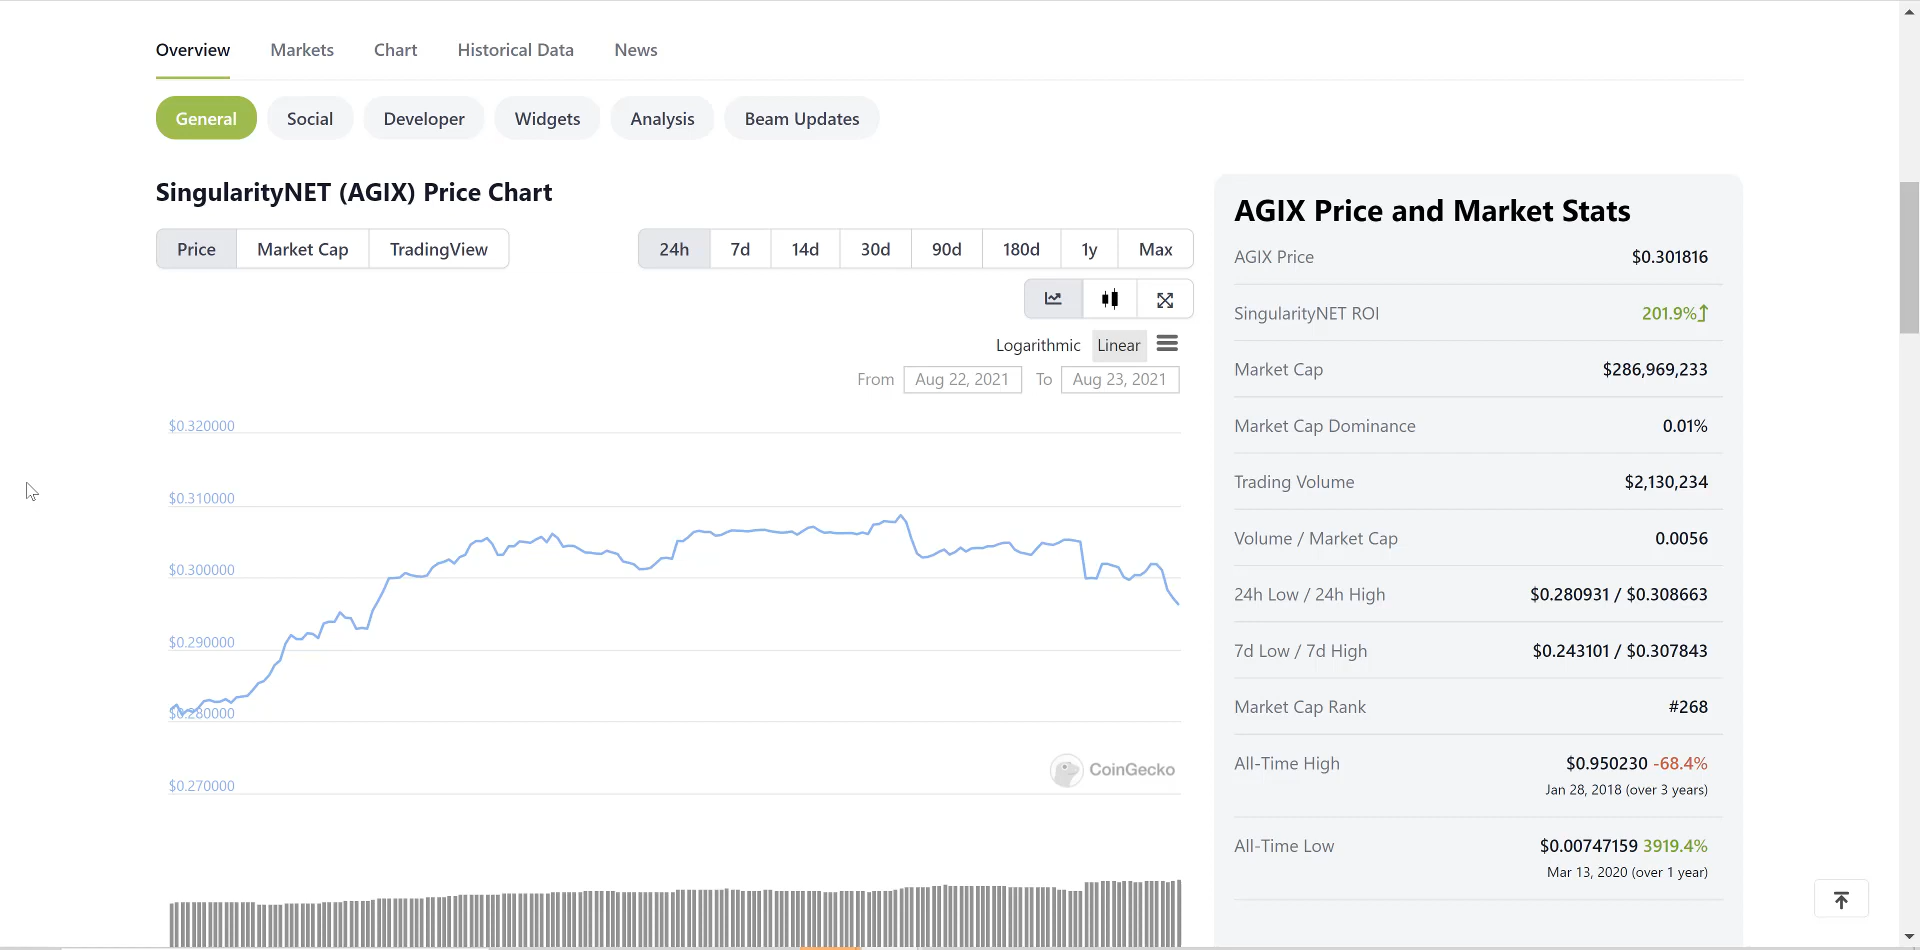 Overview Markets Chart Historical Data News
General Social Developer Widgets Analysis Beam Updates
SingularityNET (AGIX) Price Chart
Price Market Cap TradingView
24h 7d 14d 30d 90d 180d 1y Max
Logarithmic Linear
From Aug 22, 2021 To Aug 23, 2021
$0.320000
$0.310000
$0.300000
$0.290000
$0.280000
$0.270000
CoinGecko
AGIX Price and Market Stats
AGIX Price $0.301816
SingularityNET ROI 201.9%
Market Cap $286,969,233
Market Cap Dominance 0.01%
Trading Volume $2,130,234
Volume / Market Cap 0.0056
24h Low / 24h High $0.280931 / $0.308663
7d Low / 7d High $0.243101 / $0.307843
Market Cap Rank #268
All-Time High $0.950230 -68.4%
Jan 28, 2018 (over 3 years)
All-Time Low $0.00747159 3919.4%
Mar 13, 2020 (over 1 year)